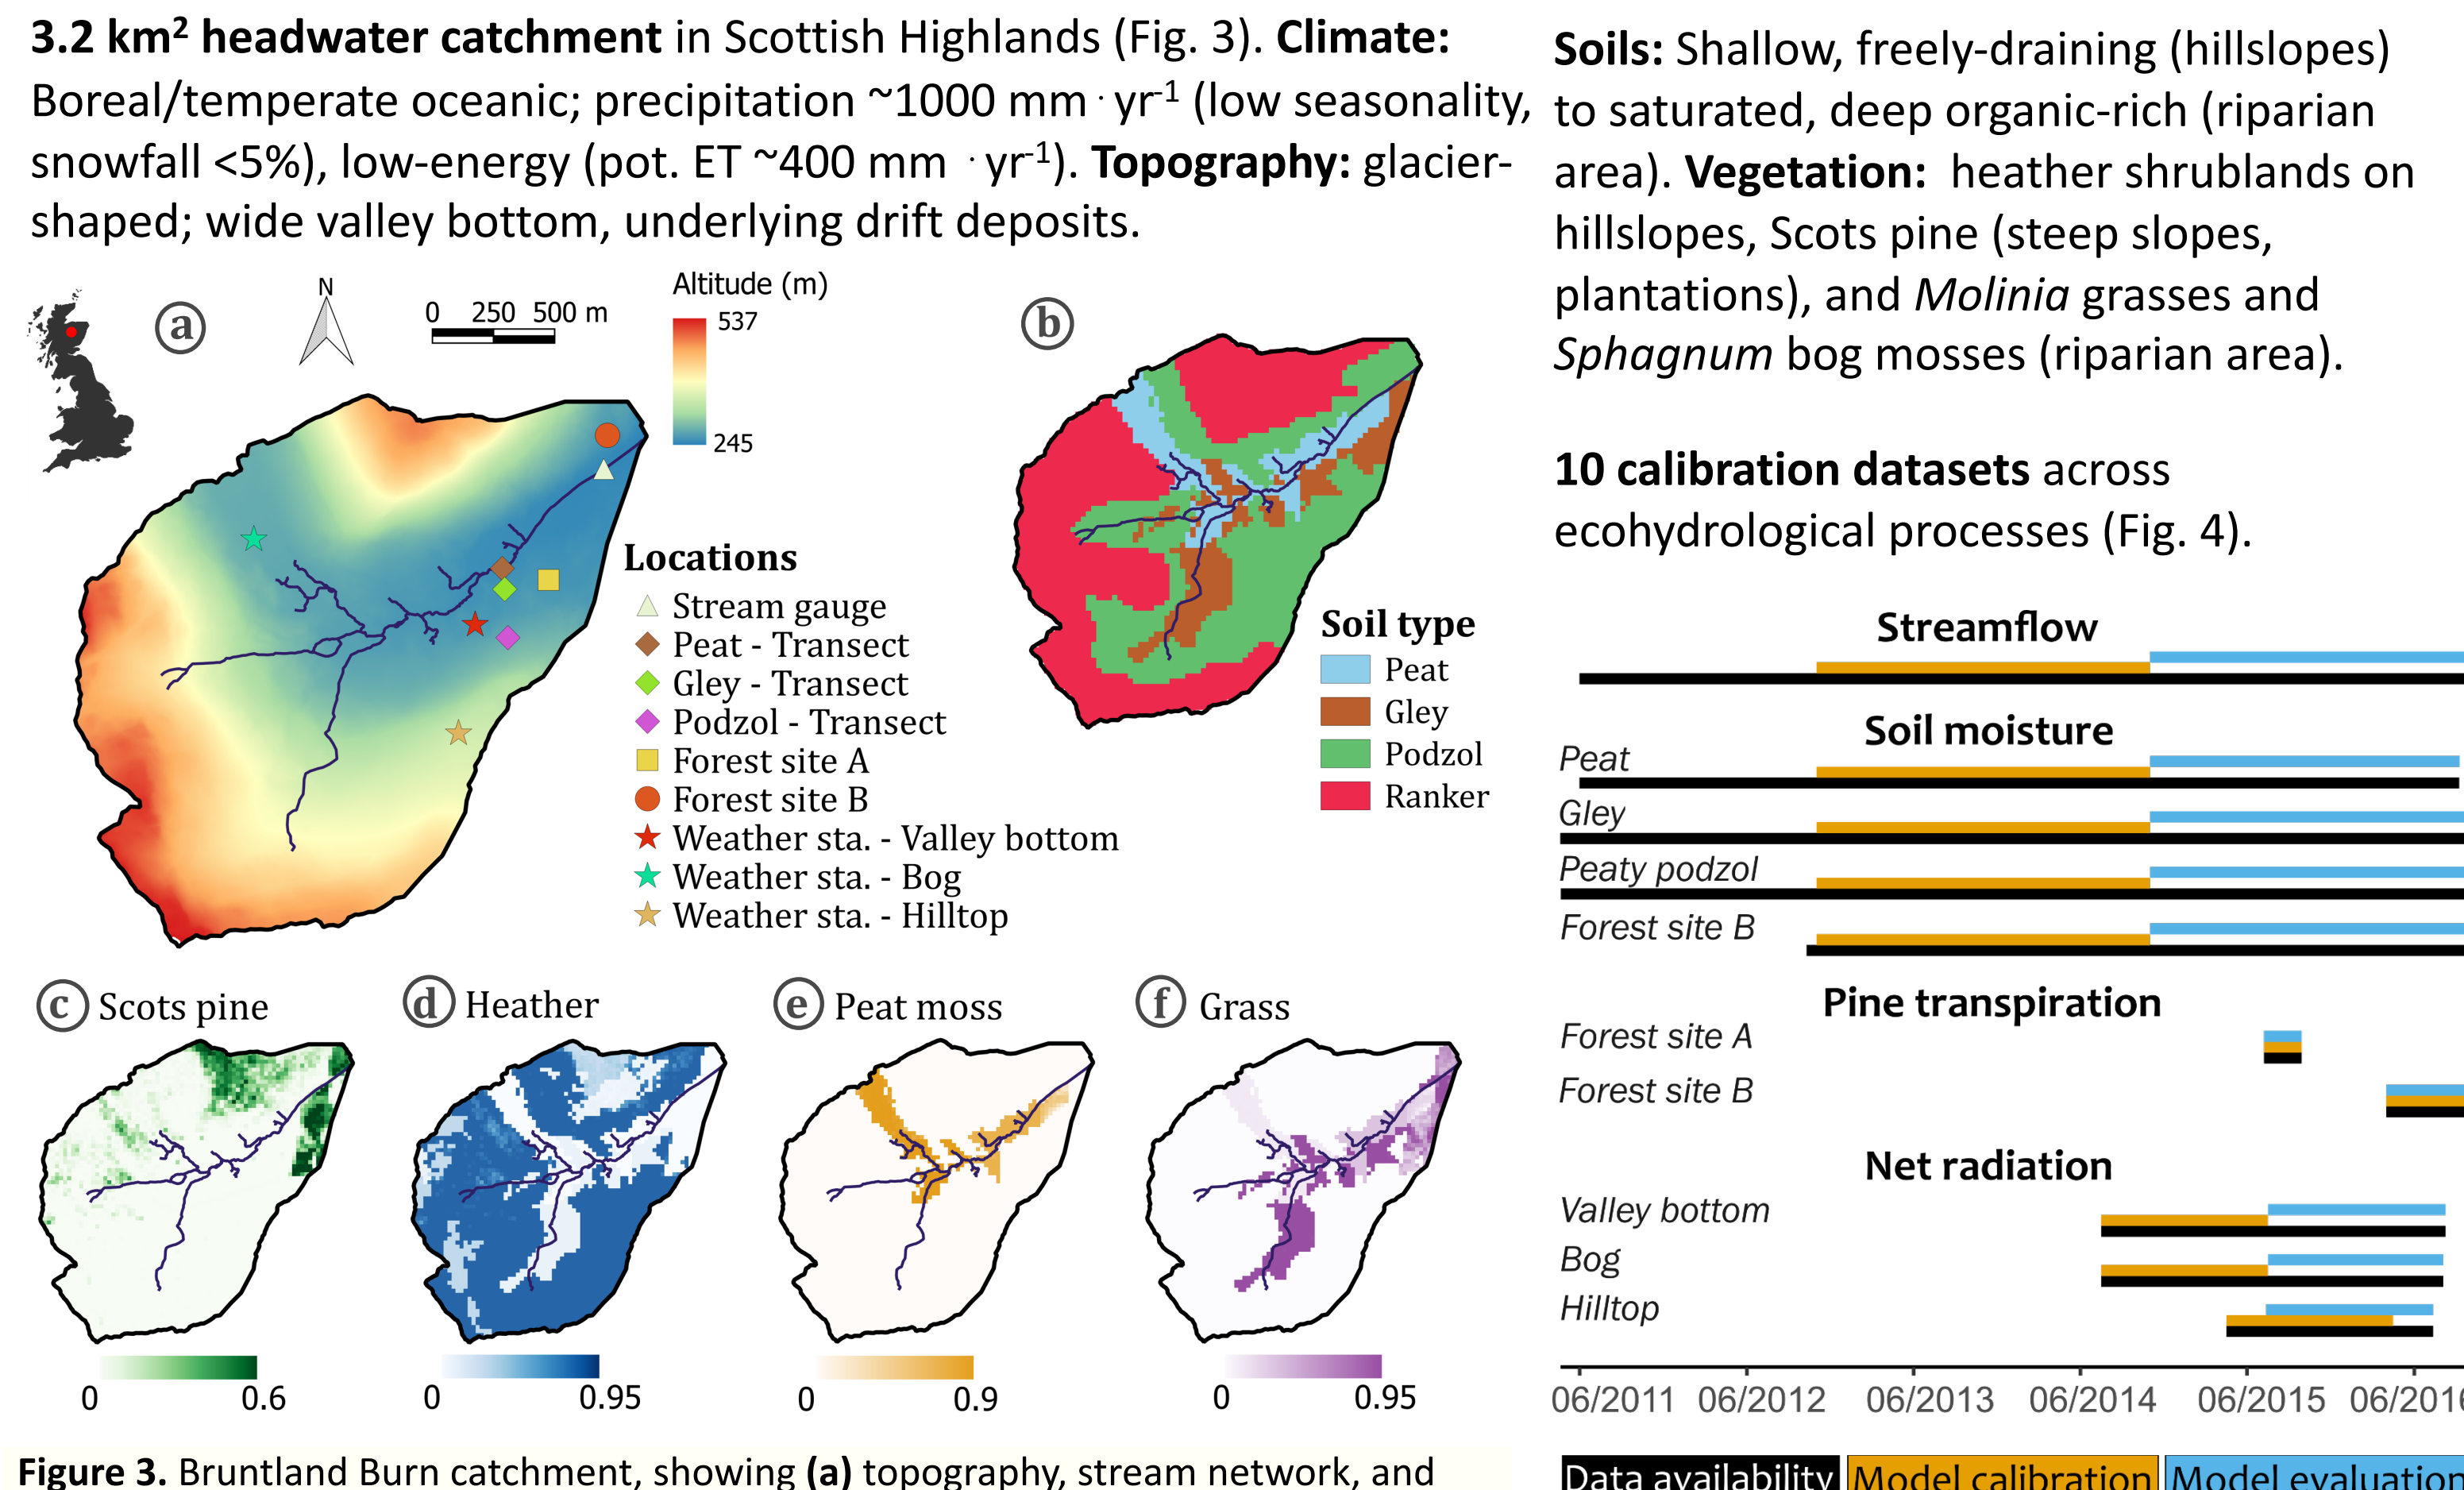 3.2 km² headwater catchment in Scottish Highlands (Fig. 3). Climate:
Boreal/temperate oceanic; precipitation ~1000 mm · yr⁻¹ (low seasonality,
snowfall <5%), low-energy (pot. ET ~400 mm · yr⁻¹). Topography: glacier-
shaped; wide valley bottom, underlying drift deposits.
a
N
0 250 500 m
Altitude (m)
537
245
Locations
Stream gauge
Peat - Transect
Gley - Transect
Podzol - Transect
Forest site A
Forest site B
Weather sta. - Valley bottom
Weather sta. - Bog
Weather sta. - Hilltop
b
Soil type
Peat
Gley
Podzol
Ranker
c Scots pine
0 0.6
d Heather
0 0.95
e Peat moss
0 0.9
f Grass
0 0.95
Figure 3. Bruntland Burn catchment, showing (a) topography, stream network, and
Soils: Shallow, freely-draining (hillslopes)
to saturated, deep organic-rich (riparian
area). Vegetation: heather shrublands on
hillslopes, Scots pine (steep slopes,
plantations), and Molinia grasses and
Sphagnum bog mosses (riparian area).
10 calibration datasets across
ecohydrological processes (Fig. 4).
Streamflow
Soil moisture
Peat
Gley
Peaty podzol
Forest site B
Pine transpiration
Forest site A
Forest site B
Net radiation
Valley bottom
Bog
Hilltop
06/2011 06/2012 06/2013 06/2014 06/2015 06/2016
Data availability Model calibration Model evaluation